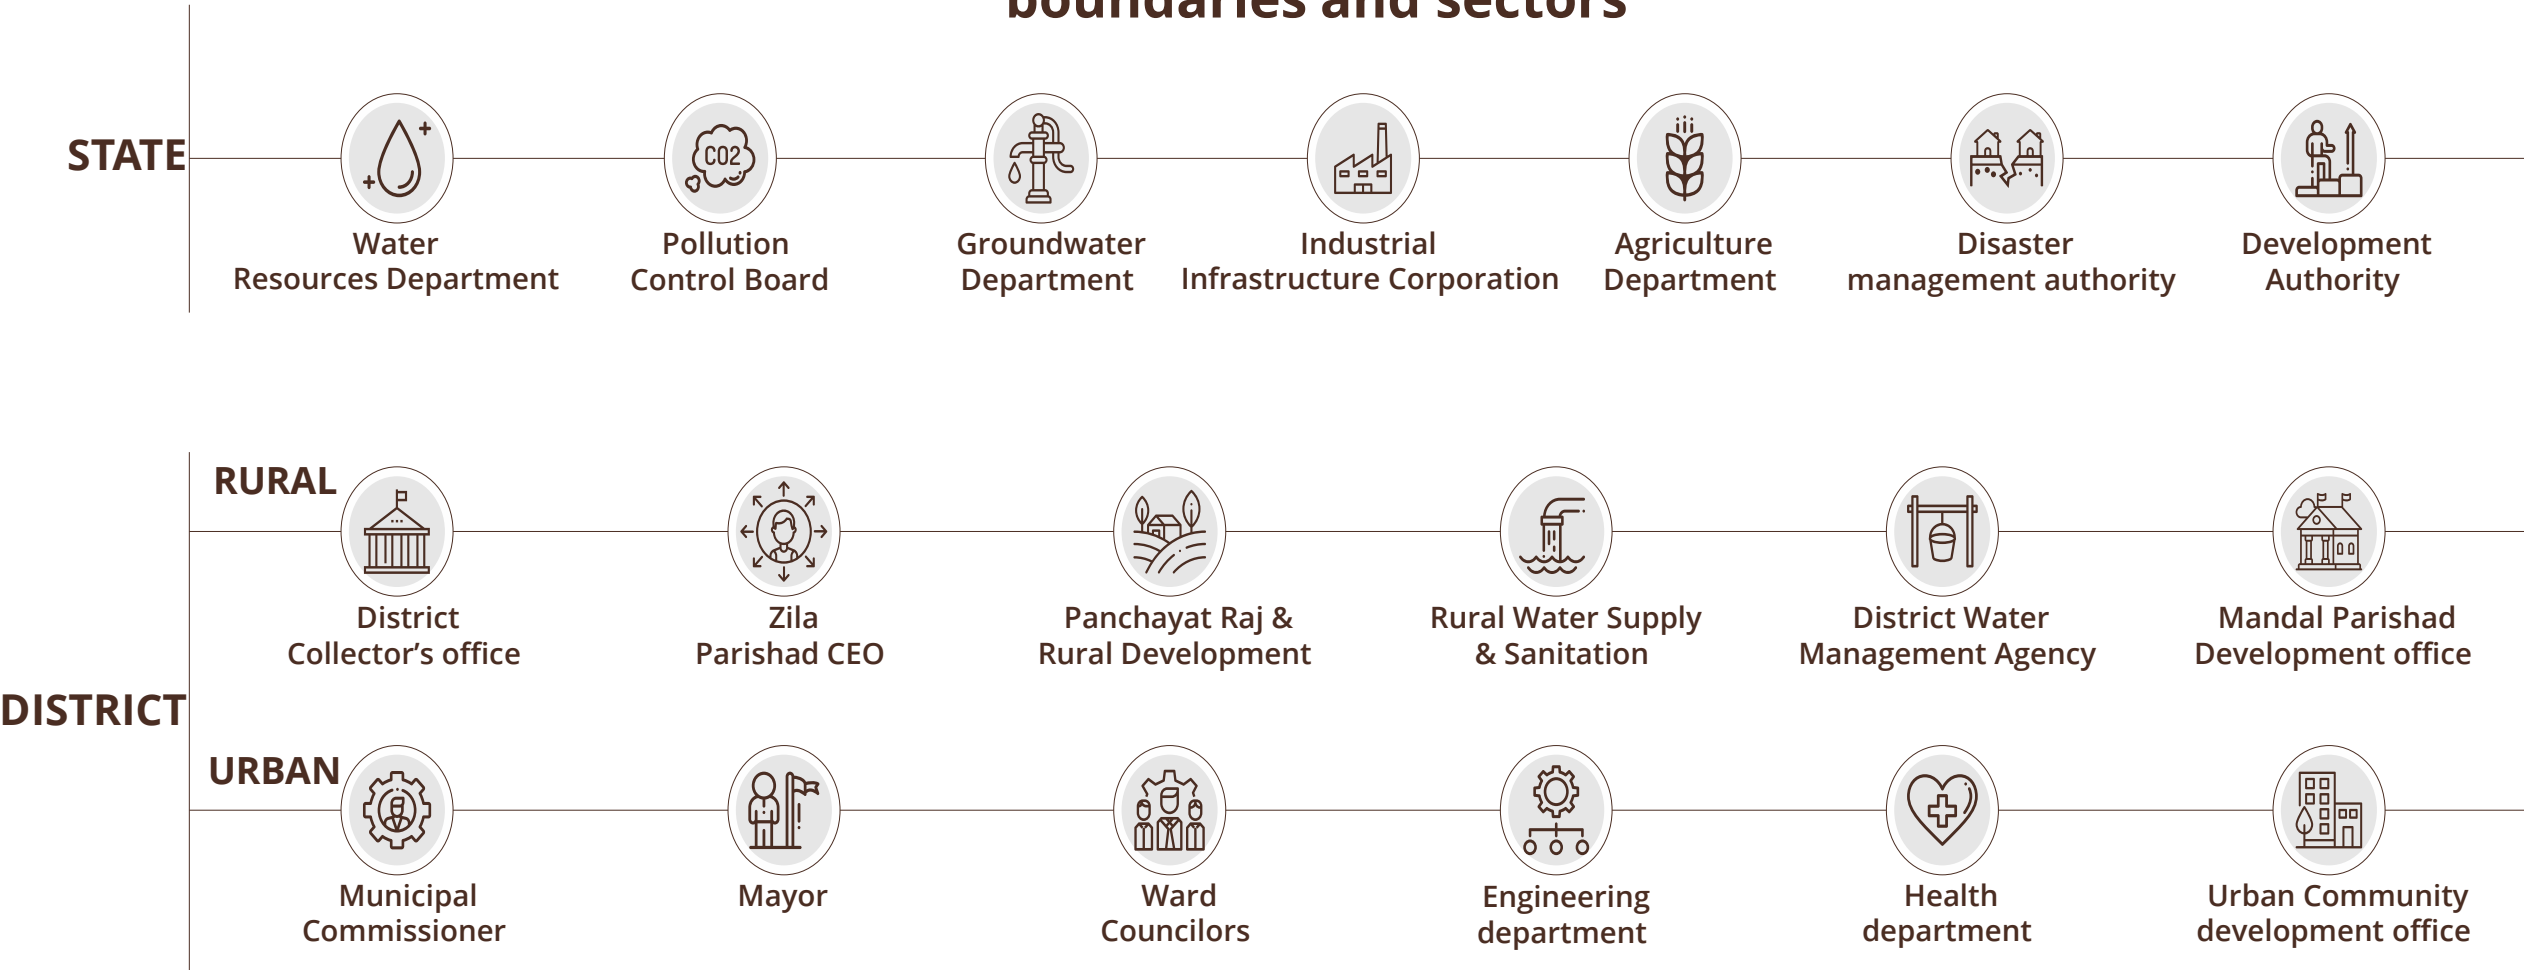 boundaries and sectors
STATE
CO2
Water
Resources Department
Pollution
Control Board
Groundwater
Department
Industrial
Infrastructure Corporation
Agriculture
Department
Disaster
management authority
Development
Authority
DISTRICT
RURAL
District
Collector’s office
Zila
Parishad CEO
Panchayat Raj &
Rural Development
Rural Water Supply
& Sanitation
District Water
Management Agency
Mandal Parishad
Development office
URBAN
Municipal
Commissioner
Mayor
Ward
Councilors
Engineering
department
Health
department
Urban Community
development office